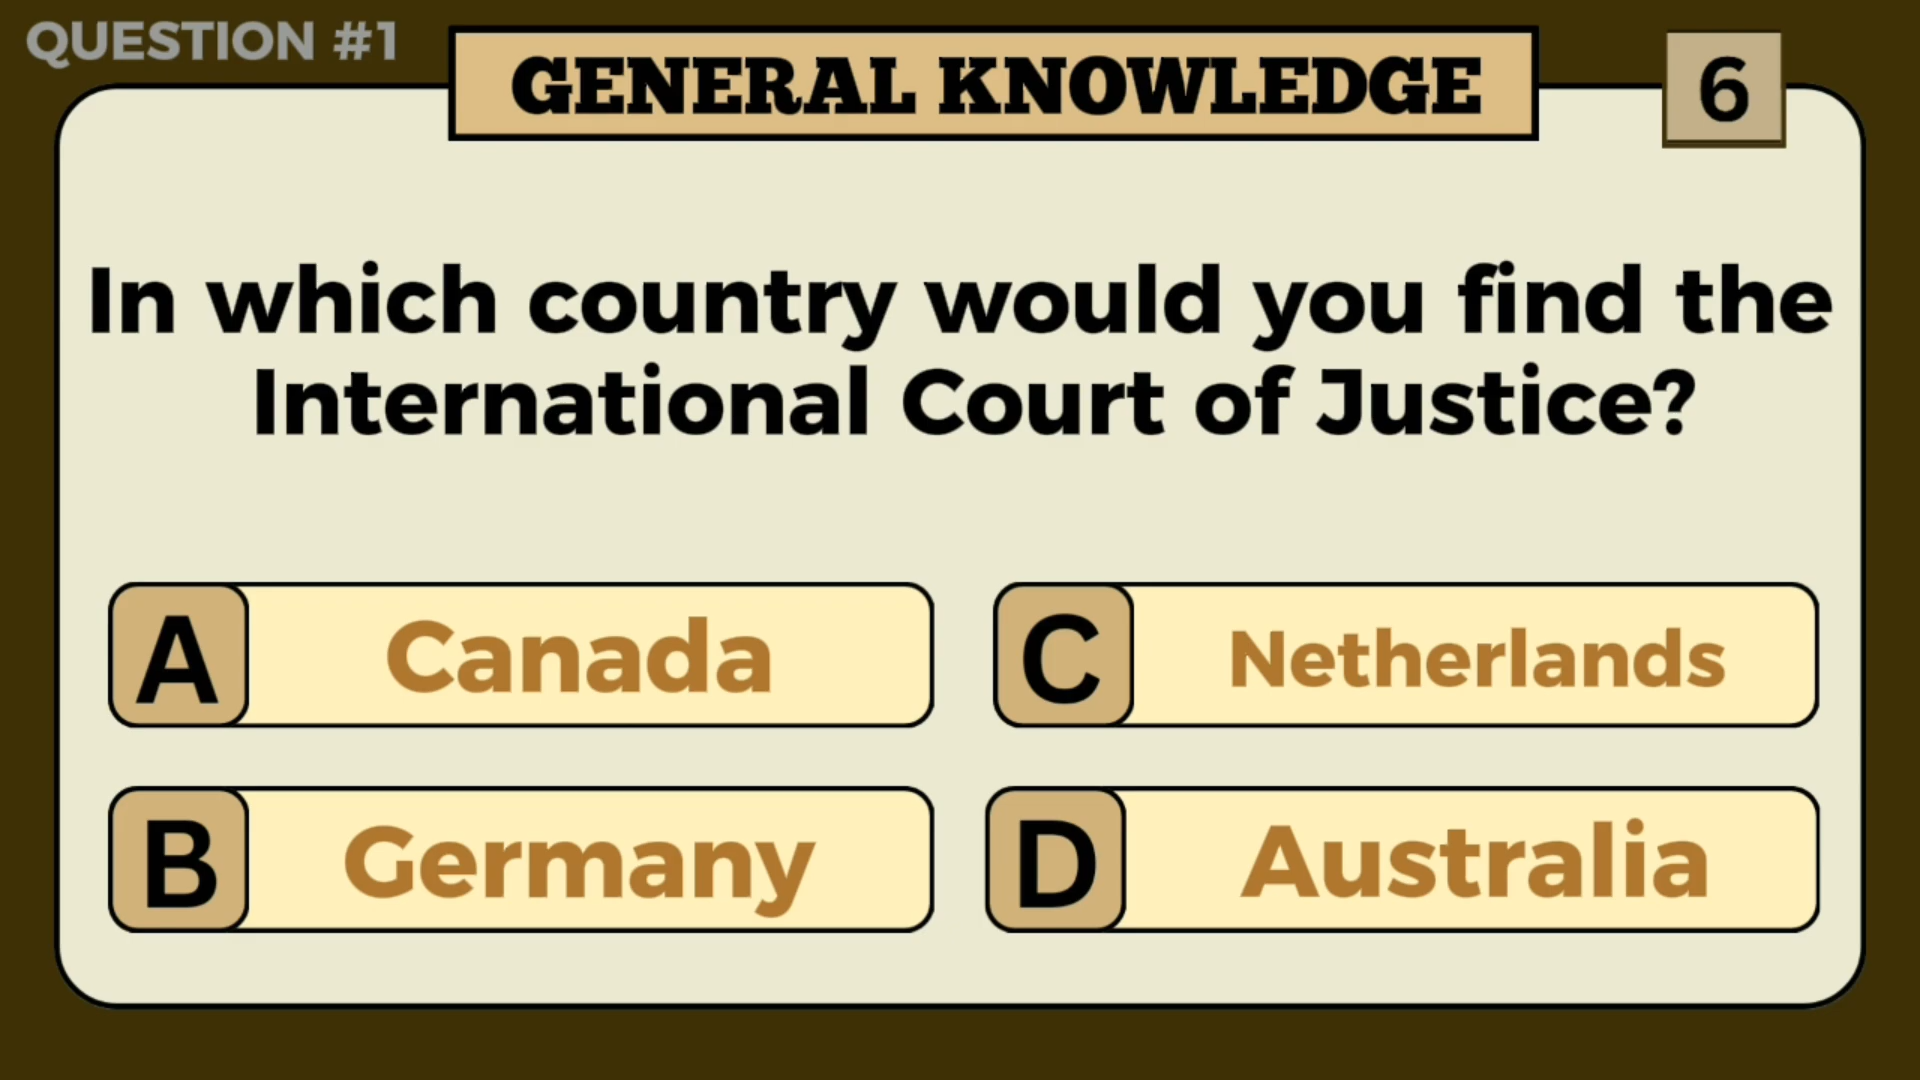 QUESTION #1
GENERAL KNOWLEDGE
6
In which country would you find the
International Court of Justice?
A Canada
C Netherlands
B Germany
D Australia